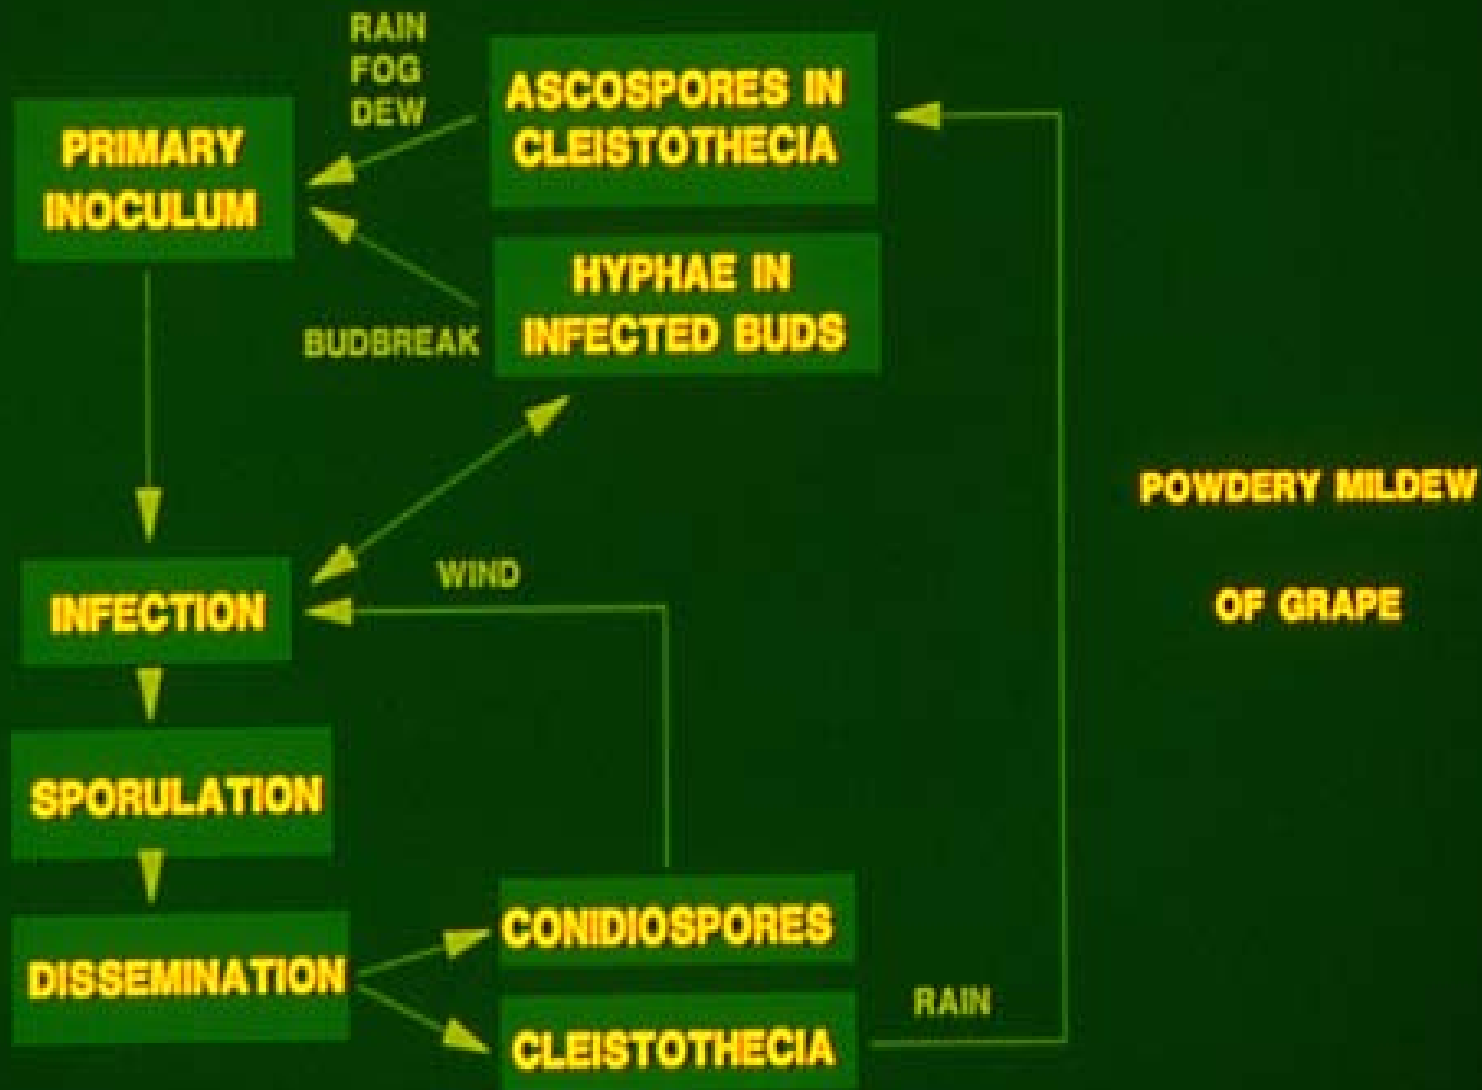 RAIN
FOG
DEW
ASCOSPORES IN
CLEISTOTHECIA
PRIMARY
INOCULUM
HYPHAE IN
INFECTED BUDS
BUDBREAK
POWDERY MILDEW
OF GRAPE
WIND
INFECTION
SPORULATION
CONIDIOSPORES
DISSEMINATION
RAIN
CLEISTOTHECIA